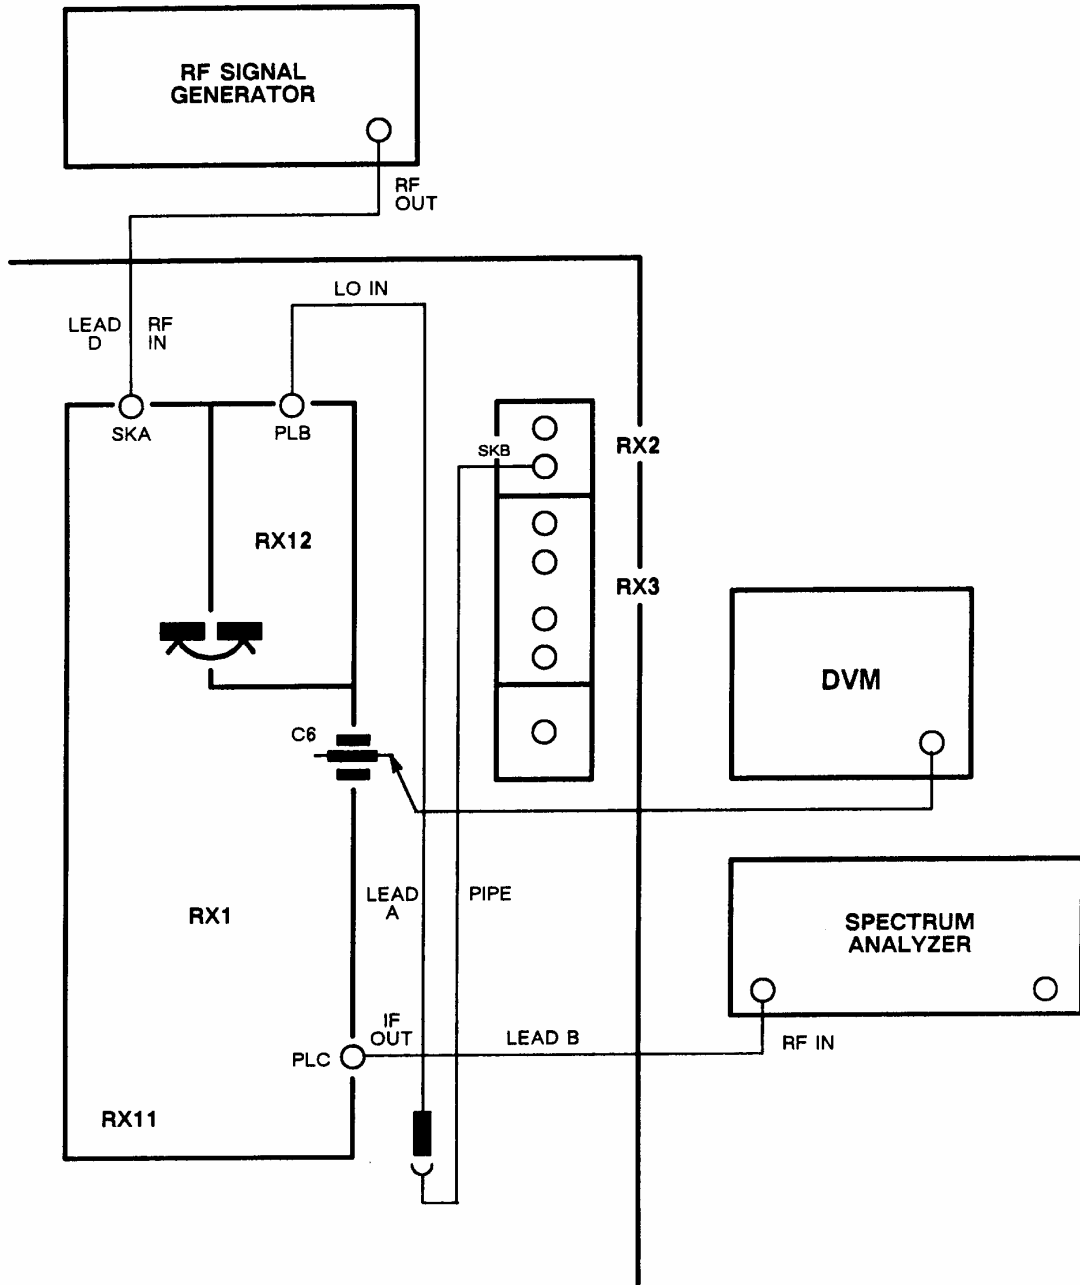 RF SIGNAL
GENERATOR
RF
OUT
LO IN
LEAD
D
RF
IN
SKA
PLB
SKB
RX2
RX12
RX3
DVM
C6
LEAD
A
PIPE
RX1
SPECTRUM
ANALYZER
IF
OUT
LEAD B
RF IN
PLC
RX11